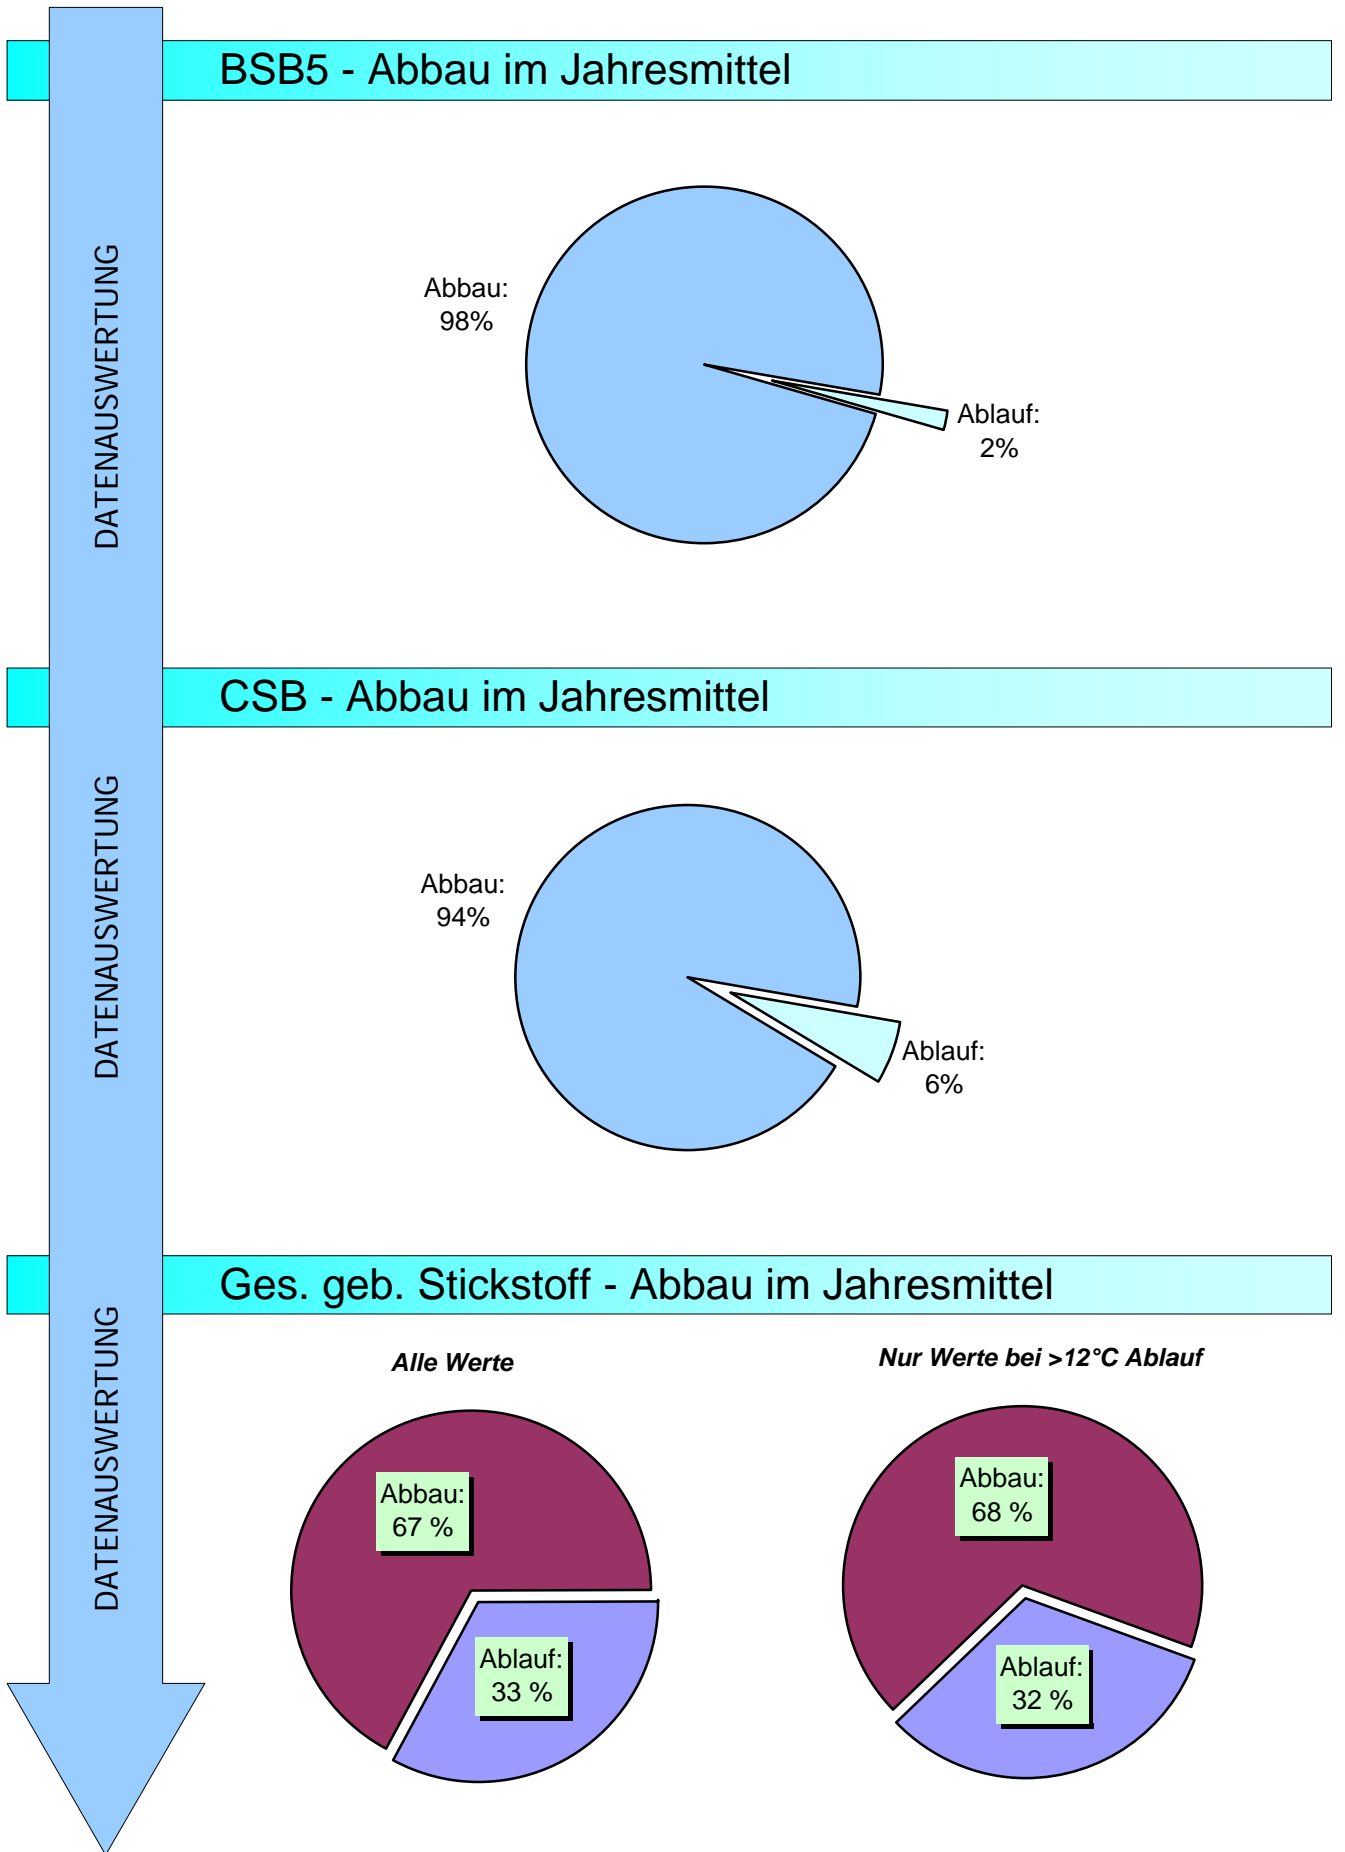 BSB5 - Abbau im Jahresmittel
DATENAUSWERTUNG
Abbau:
98%
Ablauf:
2%
CSB - Abbau im Jahresmittel
DATENAUSWERTUNG
Abbau:
94%
Ablauf:
6%
Ges. geb. Stickstoff - Abbau im Jahresmittel
DATENAUSWERTUNG
Alle Werte
Abbau:
67 %
Ablauf:
33 %
Nur Werte bei >12°C Ablauf
Abbau:
68 %
Ablauf:
32 %